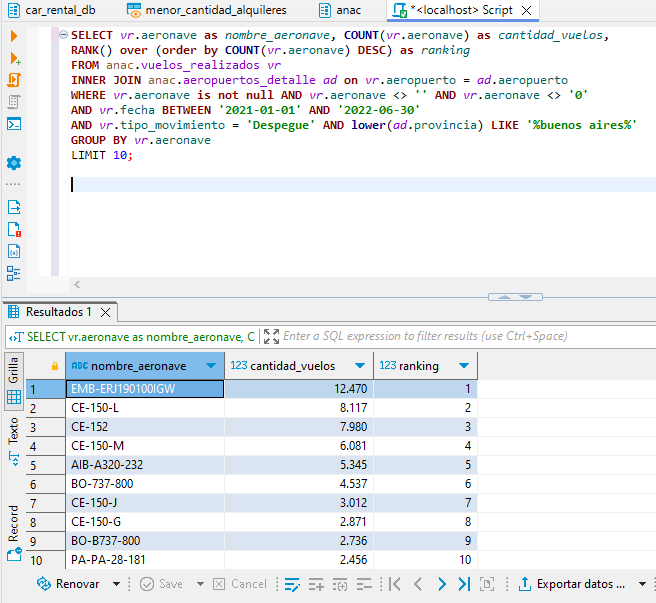 car_rental_db menor_cantidad_alquileres anac *<localhost> Script
SELECT vr.aeronave as nombre_aeronave, COUNT(vr.aeronave) as cantidad_vuelos,
RANK() over (order by COUNT(vr.aeronave) DESC) as ranking
FROM anac.vuelos_realizados vr
INNER JOIN anac.aeropuertos_detalle ad on vr.aeropuerto = ad.aeropuerto
WHERE vr.aeronave is not null AND vr.aeronave <> '' AND vr.aeronave <> '0'
AND vr.fecha BETWEEN '2021-01-01' AND '2022-06-30'
AND vr.tipo_movimiento = 'Despegue' AND lower(ad.provincia) LIKE '%buenos aires%'
GROUP BY vr.aeronave
LIMIT 10;
Resultados 1
SELECT vr.aeronave as nombre_aeronave, C Enter a SQL expression to filter results (use Ctrl+Space)
Grilla
Texto
Record
ABC nombre_aeronave 123 cantidad_vuelos 123 ranking
1 EMB-ERJ190100IGW 12.470 1
2 CE-150-L 8.117 2
3 CE-152 7.980 3
4 CE-150-M 6.081 4
5 AIB-A320-232 5.345 5
6 BO-737-800 4.537 6
7 CE-150-J 3.012 7
8 CE-150-G 2.871 8
9 BO-B737-800 2.736 9
10 PA-PA-28-181 2.456 10
Renovar Save Cancel Exportar datos ...